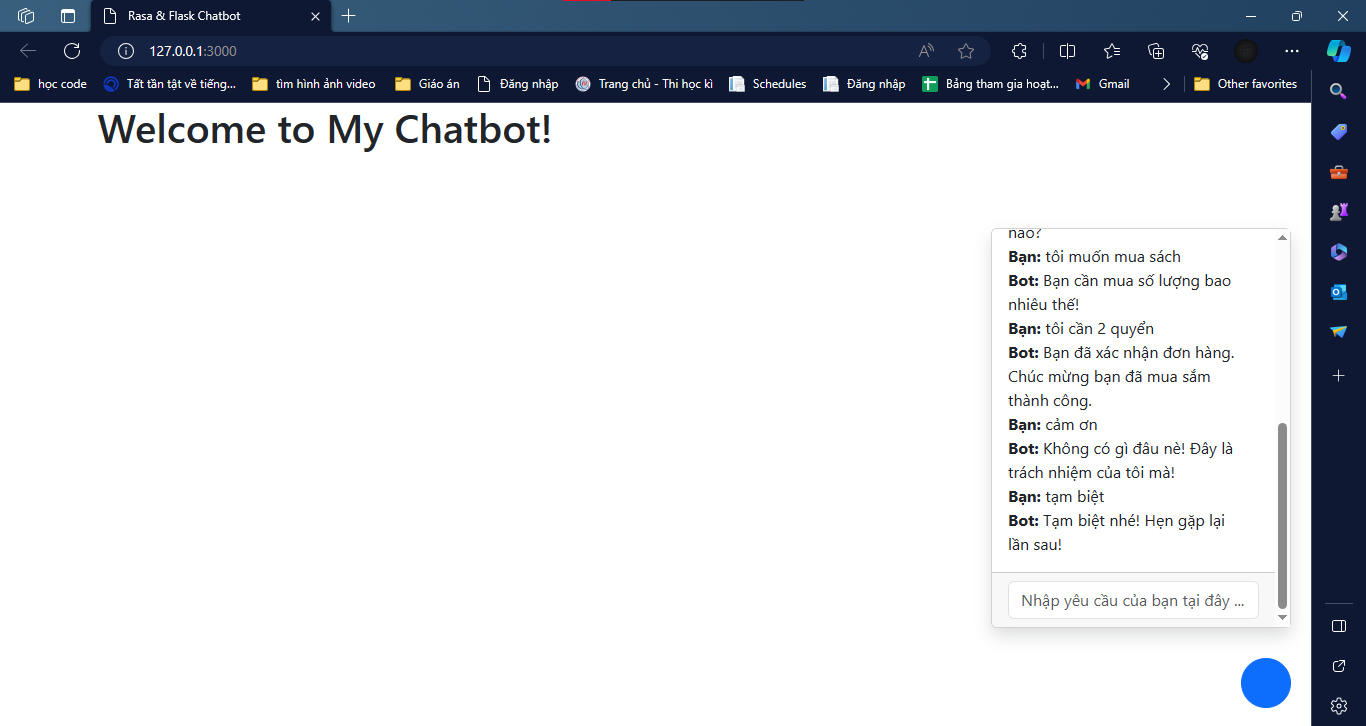 Rasa & Flask Chatbot
127.0.0.1:3000
học code
Tất tần tật về tiếng...
tìm hình ảnh video
Giáo án
Đăng nhập
Trang chủ - Thi học kì
Schedules
Đăng nhập
Bảng tham gia hoạt...
Gmail
Other favorites
Welcome to My Chatbot!
nào?
Bạn: tôi muốn mua sách
Bot: Bạn cần mua số lượng bao
nhiêu thế!
Bạn: tôi cần 2 quyển
Bot: Bạn đã xác nhận đơn hàng.
Chúc mừng bạn đã mua sắm
thành công.
Bạn: cảm ơn
Bot: Không có gì đâu nè! Đây là
trách nhiệm của tôi mà!
Bạn: tạm biệt
Bot: Tạm biệt nhé! Hẹn gặp lại
lần sau!
Nhập yêu cầu của bạn tại đây ...